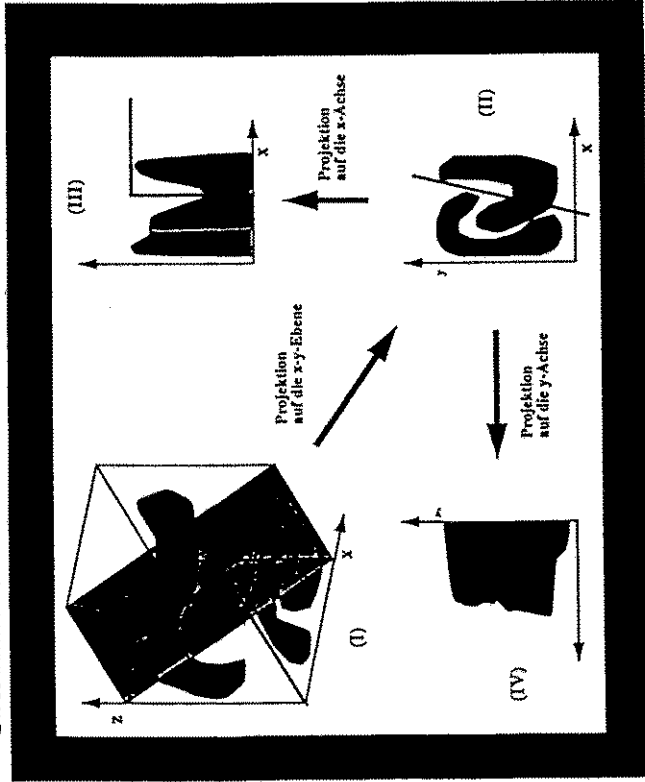 (III)
z
x
Projektion
auf die x-y-Ebene
Projektion
auf die x-Achse
x
(I)
y
(II)
(IV)
Projektion
auf die y-Achse
x